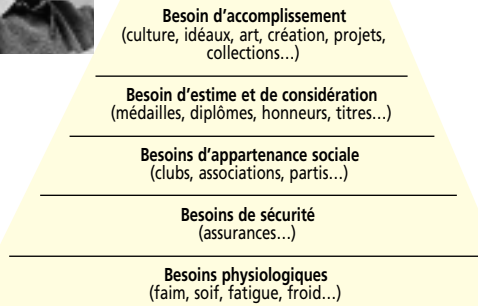 Besoin d’accomplissement
(culture, idéaux, art, création, projets,
collections…)
Besoin d’estime et de considération
(médailles, diplômes, honneurs, titres…)
Besoins d’appartenance sociale
(clubs, associations, partis…)
Besoins de sécurité
(assurances…)
Besoins physiologiques
(faim, soif, fatigue, froid…)